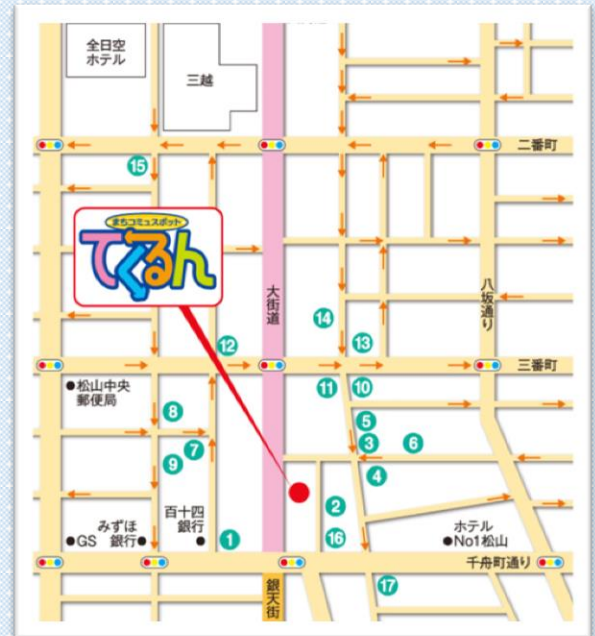 全日空
ホテル
三越
二番町
⑮
まちコミュスポット
てくるん
大街道
八坂通り
⑭
⑫
⑬
三番町
●松山中央
郵便局
⑪
⑩
⑧
⑤
③
⑥
⑦
④
⑨
②
百十四
銀行
みずほ
●GS 銀行●
①
⑯
ホテル
●No1松山
千舟町通り
銀天街
⑰